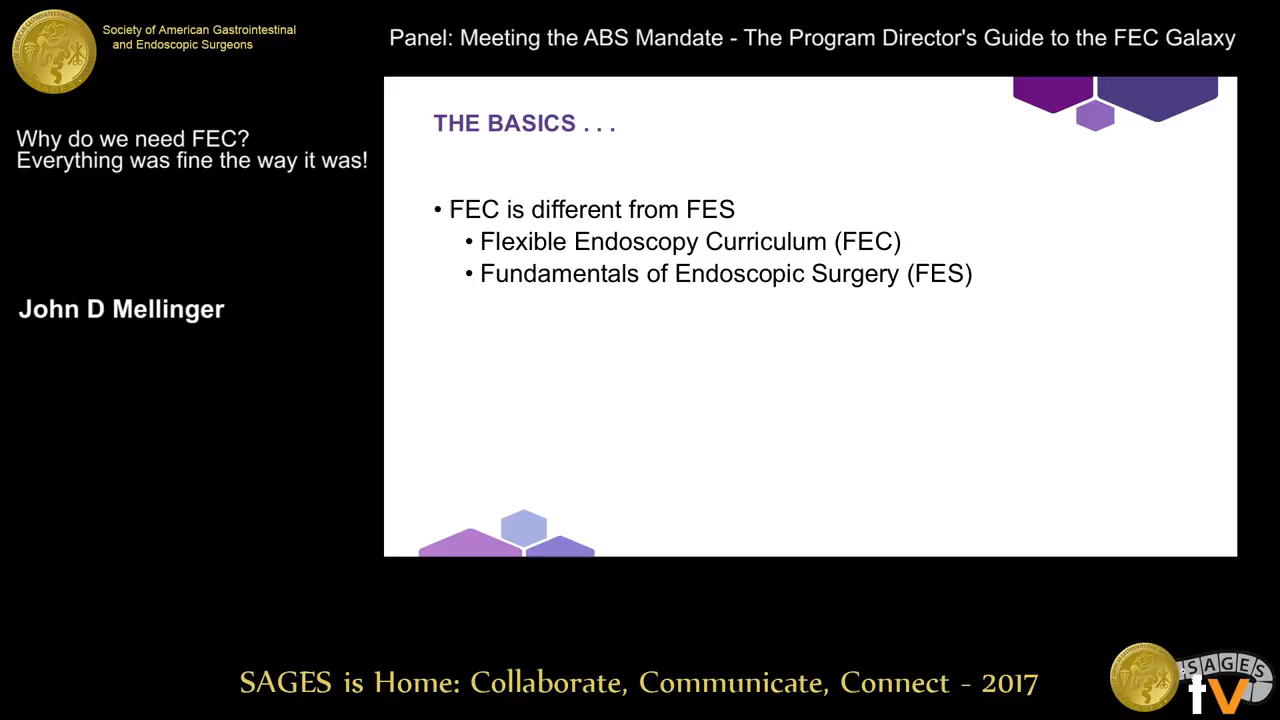 Society of American Gastrointestinal
and Endoscopic Surgeons
Panel: Meeting the ABS Mandate - The Program Director's Guide to the FEC Galaxy
Why do we need FEC?
Everything was fine the way it was!
John D Mellinger
THE BASICS . . .
• FEC is different from FES
• Flexible Endoscopy Curriculum (FEC)
• Fundamentals of Endoscopic Surgery (FES)
SAGES is Home: Collaborate, Communicate, Connect - 2017
SAGES
tv